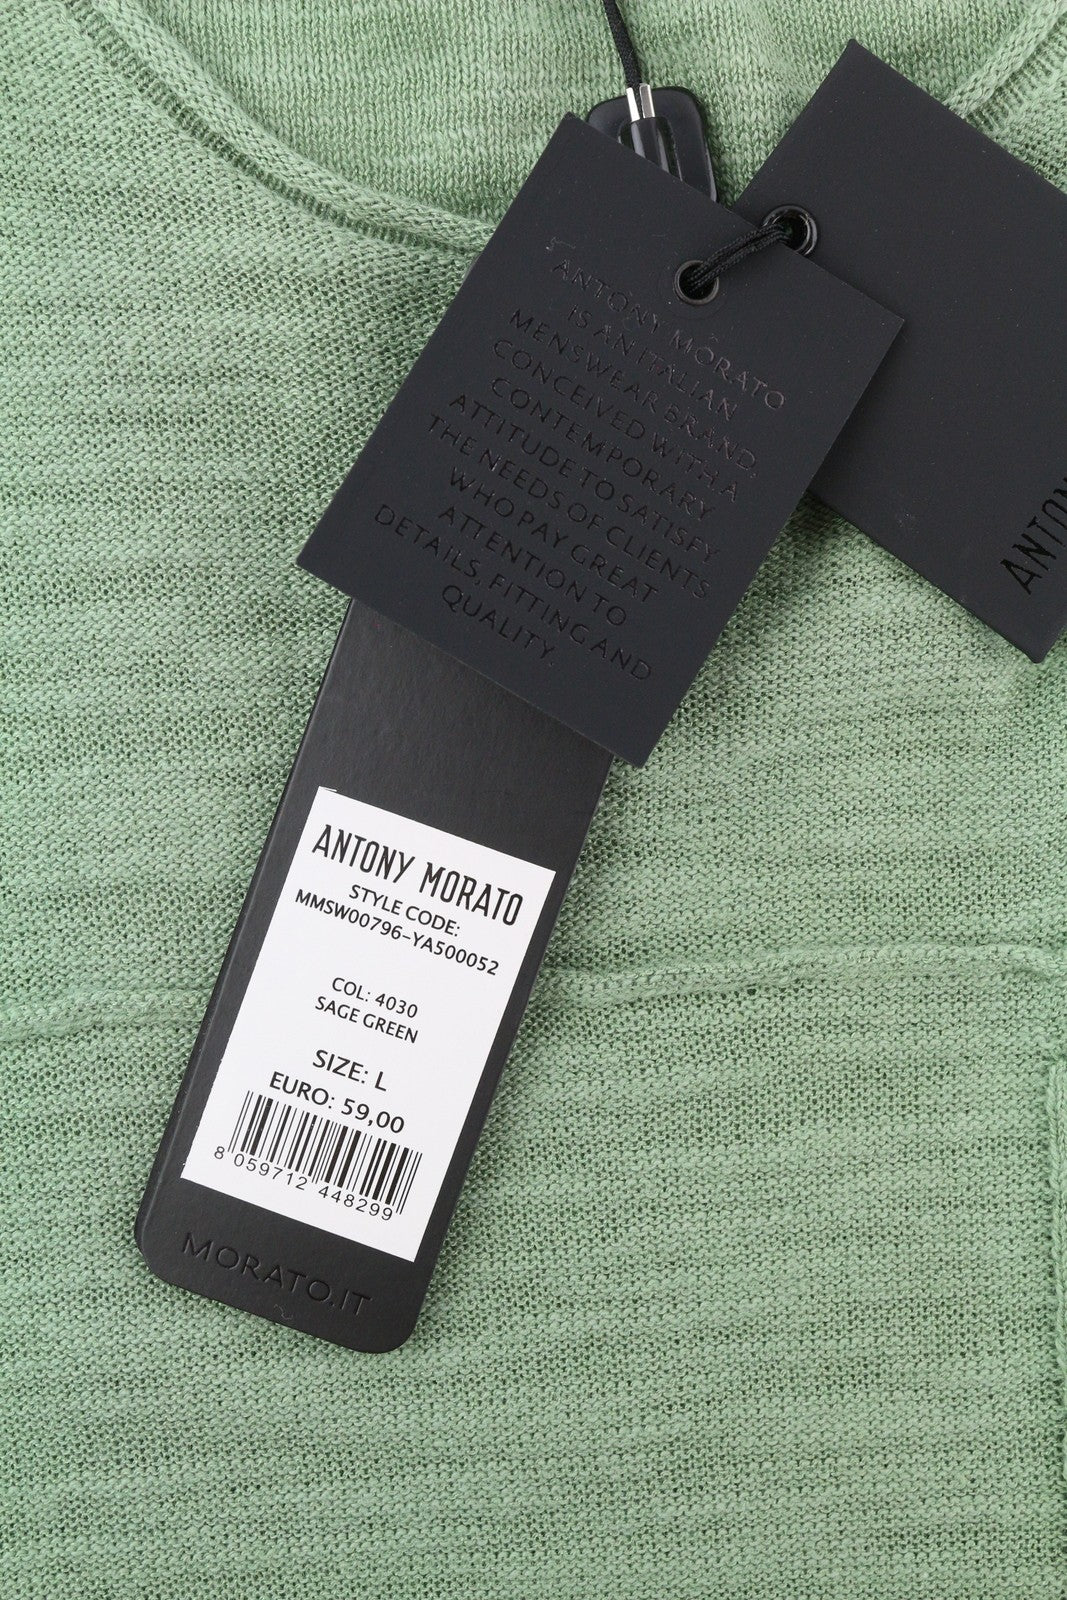 ANTONY MORATO
IS AN ITALIAN
MENSWEAR BRAND,
CONCEIVED WITH A
CONTEMPORARY
ATTITUDE TO SATISFY
THE NEEDS OF CLIENTS
WHO PAY GREAT
ATTENTION TO
DETAILS, FITTING AND
QUALITY.
ANTON
ANTONY MORATO
STYLE CODE:
MMSW00796-YA500052
COL: 4030
SAGE GREEN
SIZE: L
EURO: 59,00
8 059712 448299
MORATO.IT